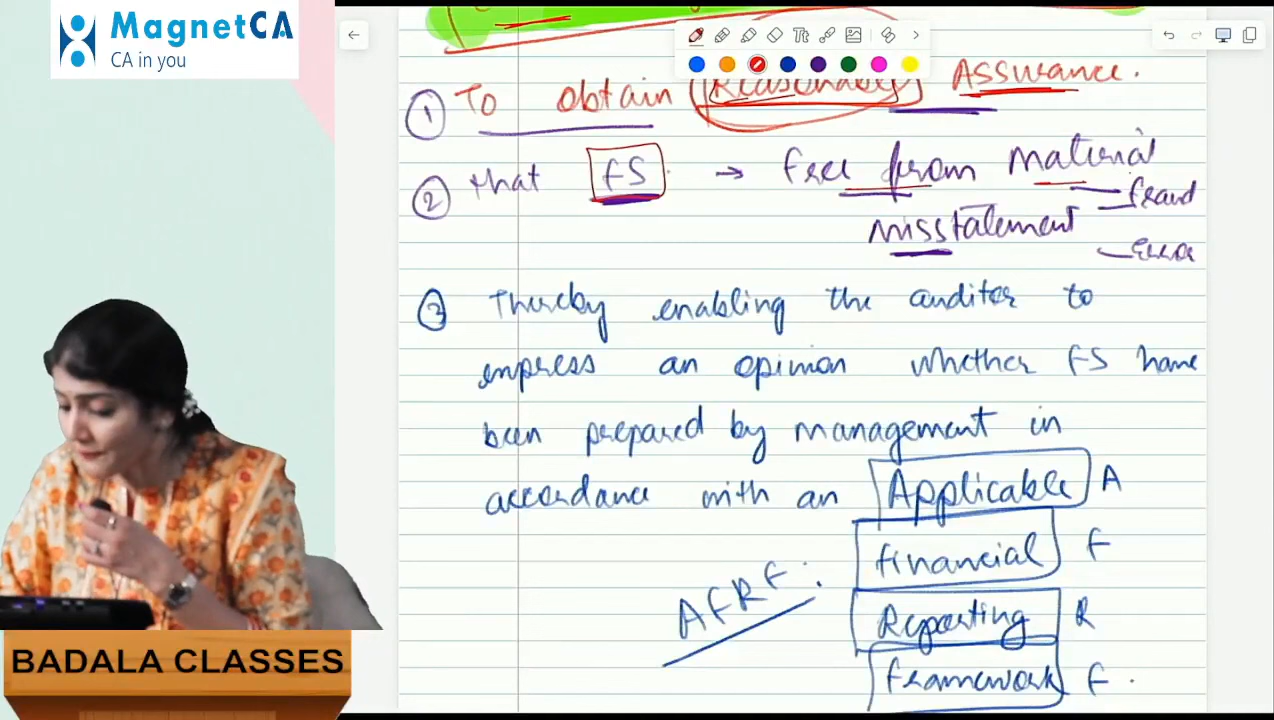 MagnetCA
CA in you
① To obtain Reasonable Assurance.
② that FS → free from Material
fraud
misstatement
Error
③ Thereby enabling the auditor to
express an opinion whether FS have
been prepared by management in
accordance with an Applicable A
financial F
AFRF : Reporting R
framework F.
Tt
BADALA CLASSES